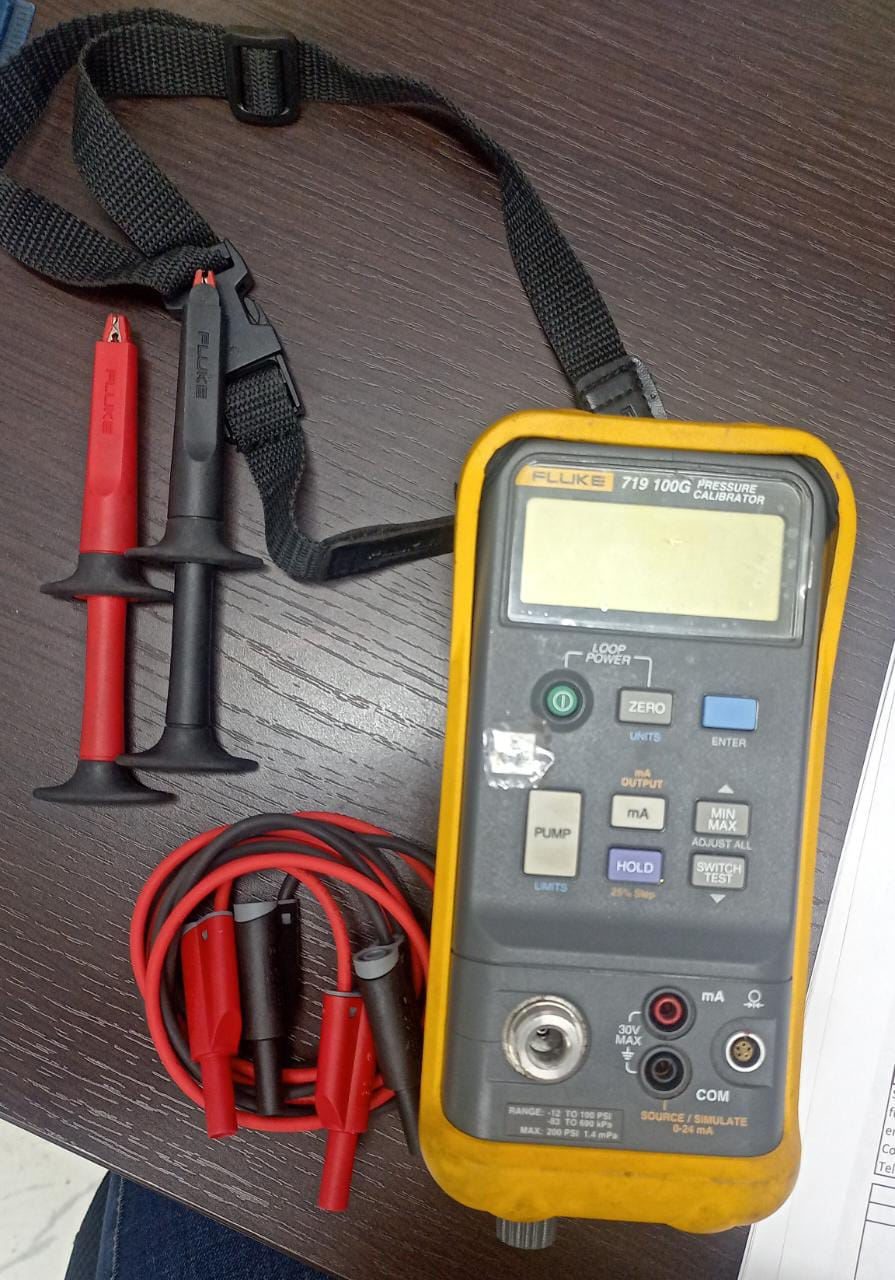 FLUKE
FLUKE
FLUKE 719 100G PRESSURE
CALIBRATOR
LOOP
POWER
ZERO
UNITS
ENTER
mA
OUTPUT
PUMP
mA
MIN
MAX
ADJUST ALL
LIMITS
HOLD
25% Step
SWITCH
TEST
mA
30V
MAX
COM
RANGE: -12 TO 100 PSI
-83 TO 690 kPa
MAX: 200 PSI 1.4 mPa
SOURCE / SIMULATE
0-24 mA
Co
Tel